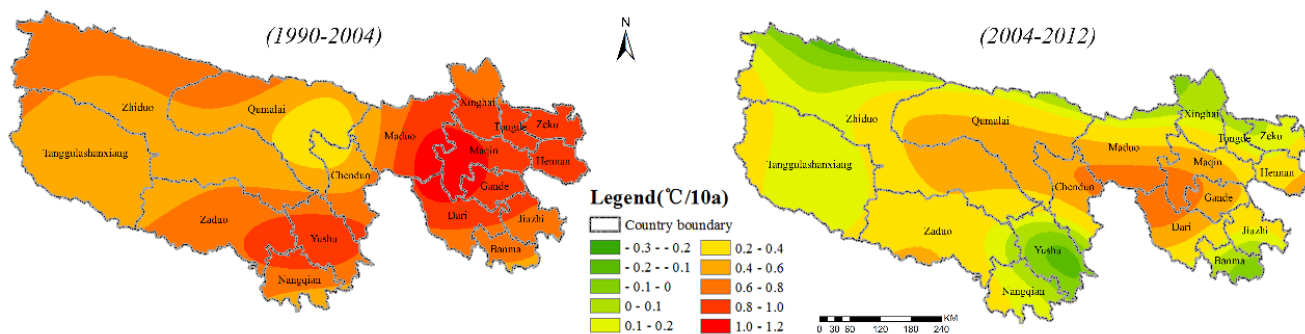 (1990-2004)
N
(2004-2012)
Zhiduo
Qumalai
Tanggulashanxiang
Chenduo
Zaduo
Yushu
Nangqian
Maduo
Xinghai
Tongde
Zeku
Maqin
Hennan
Gaude
Dari
Jiazhi
Banma
Legend(℃/10a)
Country boundary
- 0.3 - - 0.2
- 0.2 - - 0.1
- 0.1 - 0
0 - 0.1
0.1 - 0.2
0.2 - 0.4
0.4 - 0.6
0.6 - 0.8
0.8 - 1.0
1.0 - 1.2
Zhiduo
Qumalai
Tanggulashanxiang
Chenduo
Zaduo
Yushu
Nangqian
Maduo
Xinghai
Tongde
Zeku
Maqin
Hennan
Gaude
Dari
Jiazhi
Banma
KM
0 30 60 120 180 240